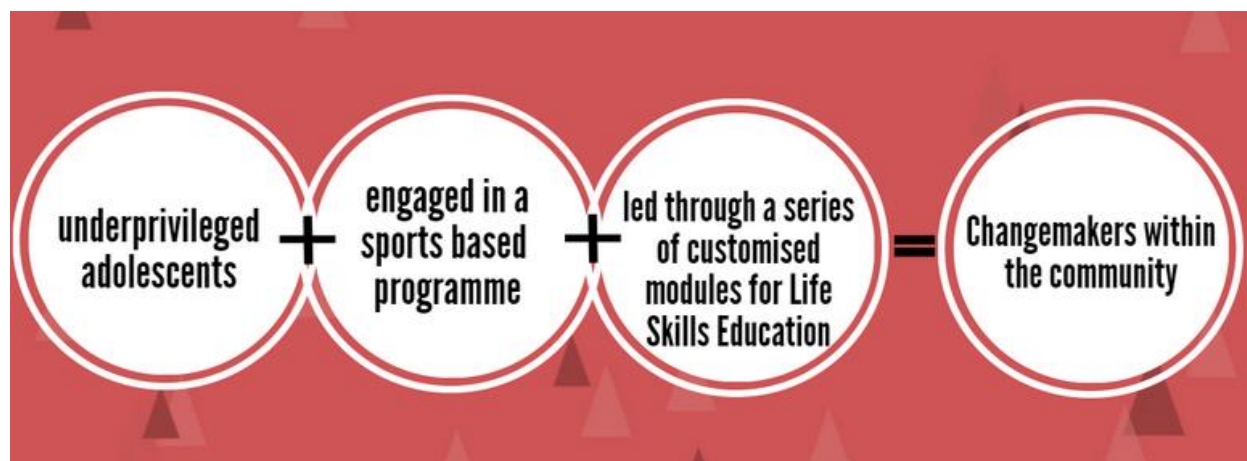 underprivileged
adolescents
+
engaged in a
sports based
programme
+
led through a series
of customised
modules for Life
Skills Education
=
Changemakers within
the community